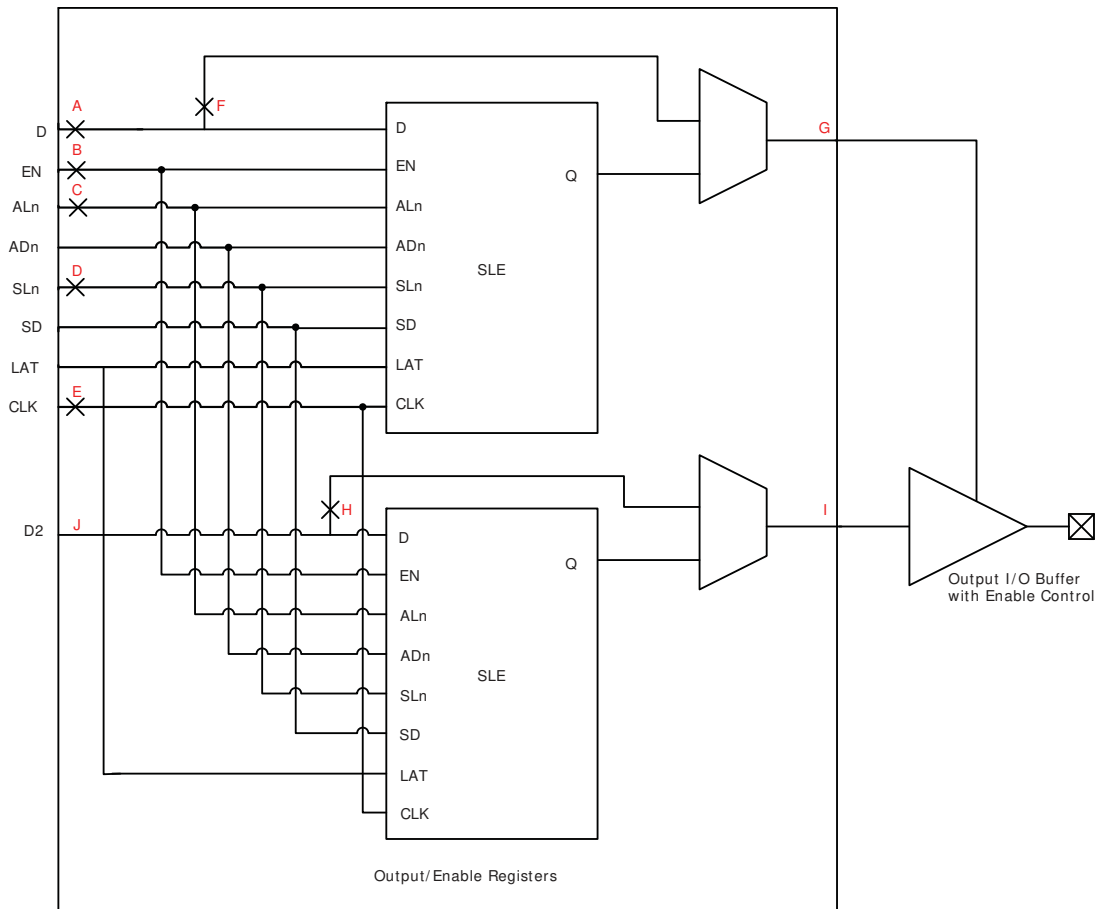 A
F
D
D
G
B
EN
EN
Q
C
ALn
ALn
ADn
ADn
D
SLn
SLn
SLE
SD
SD
LAT
LAT
E
CLK
CLK
H
I
J
D2
D
Q
EN
Output I/O Buffer
with Enable Control
ALn
ADn
SLE
SLn
SD
LAT
CLK
Output/Enable Registers